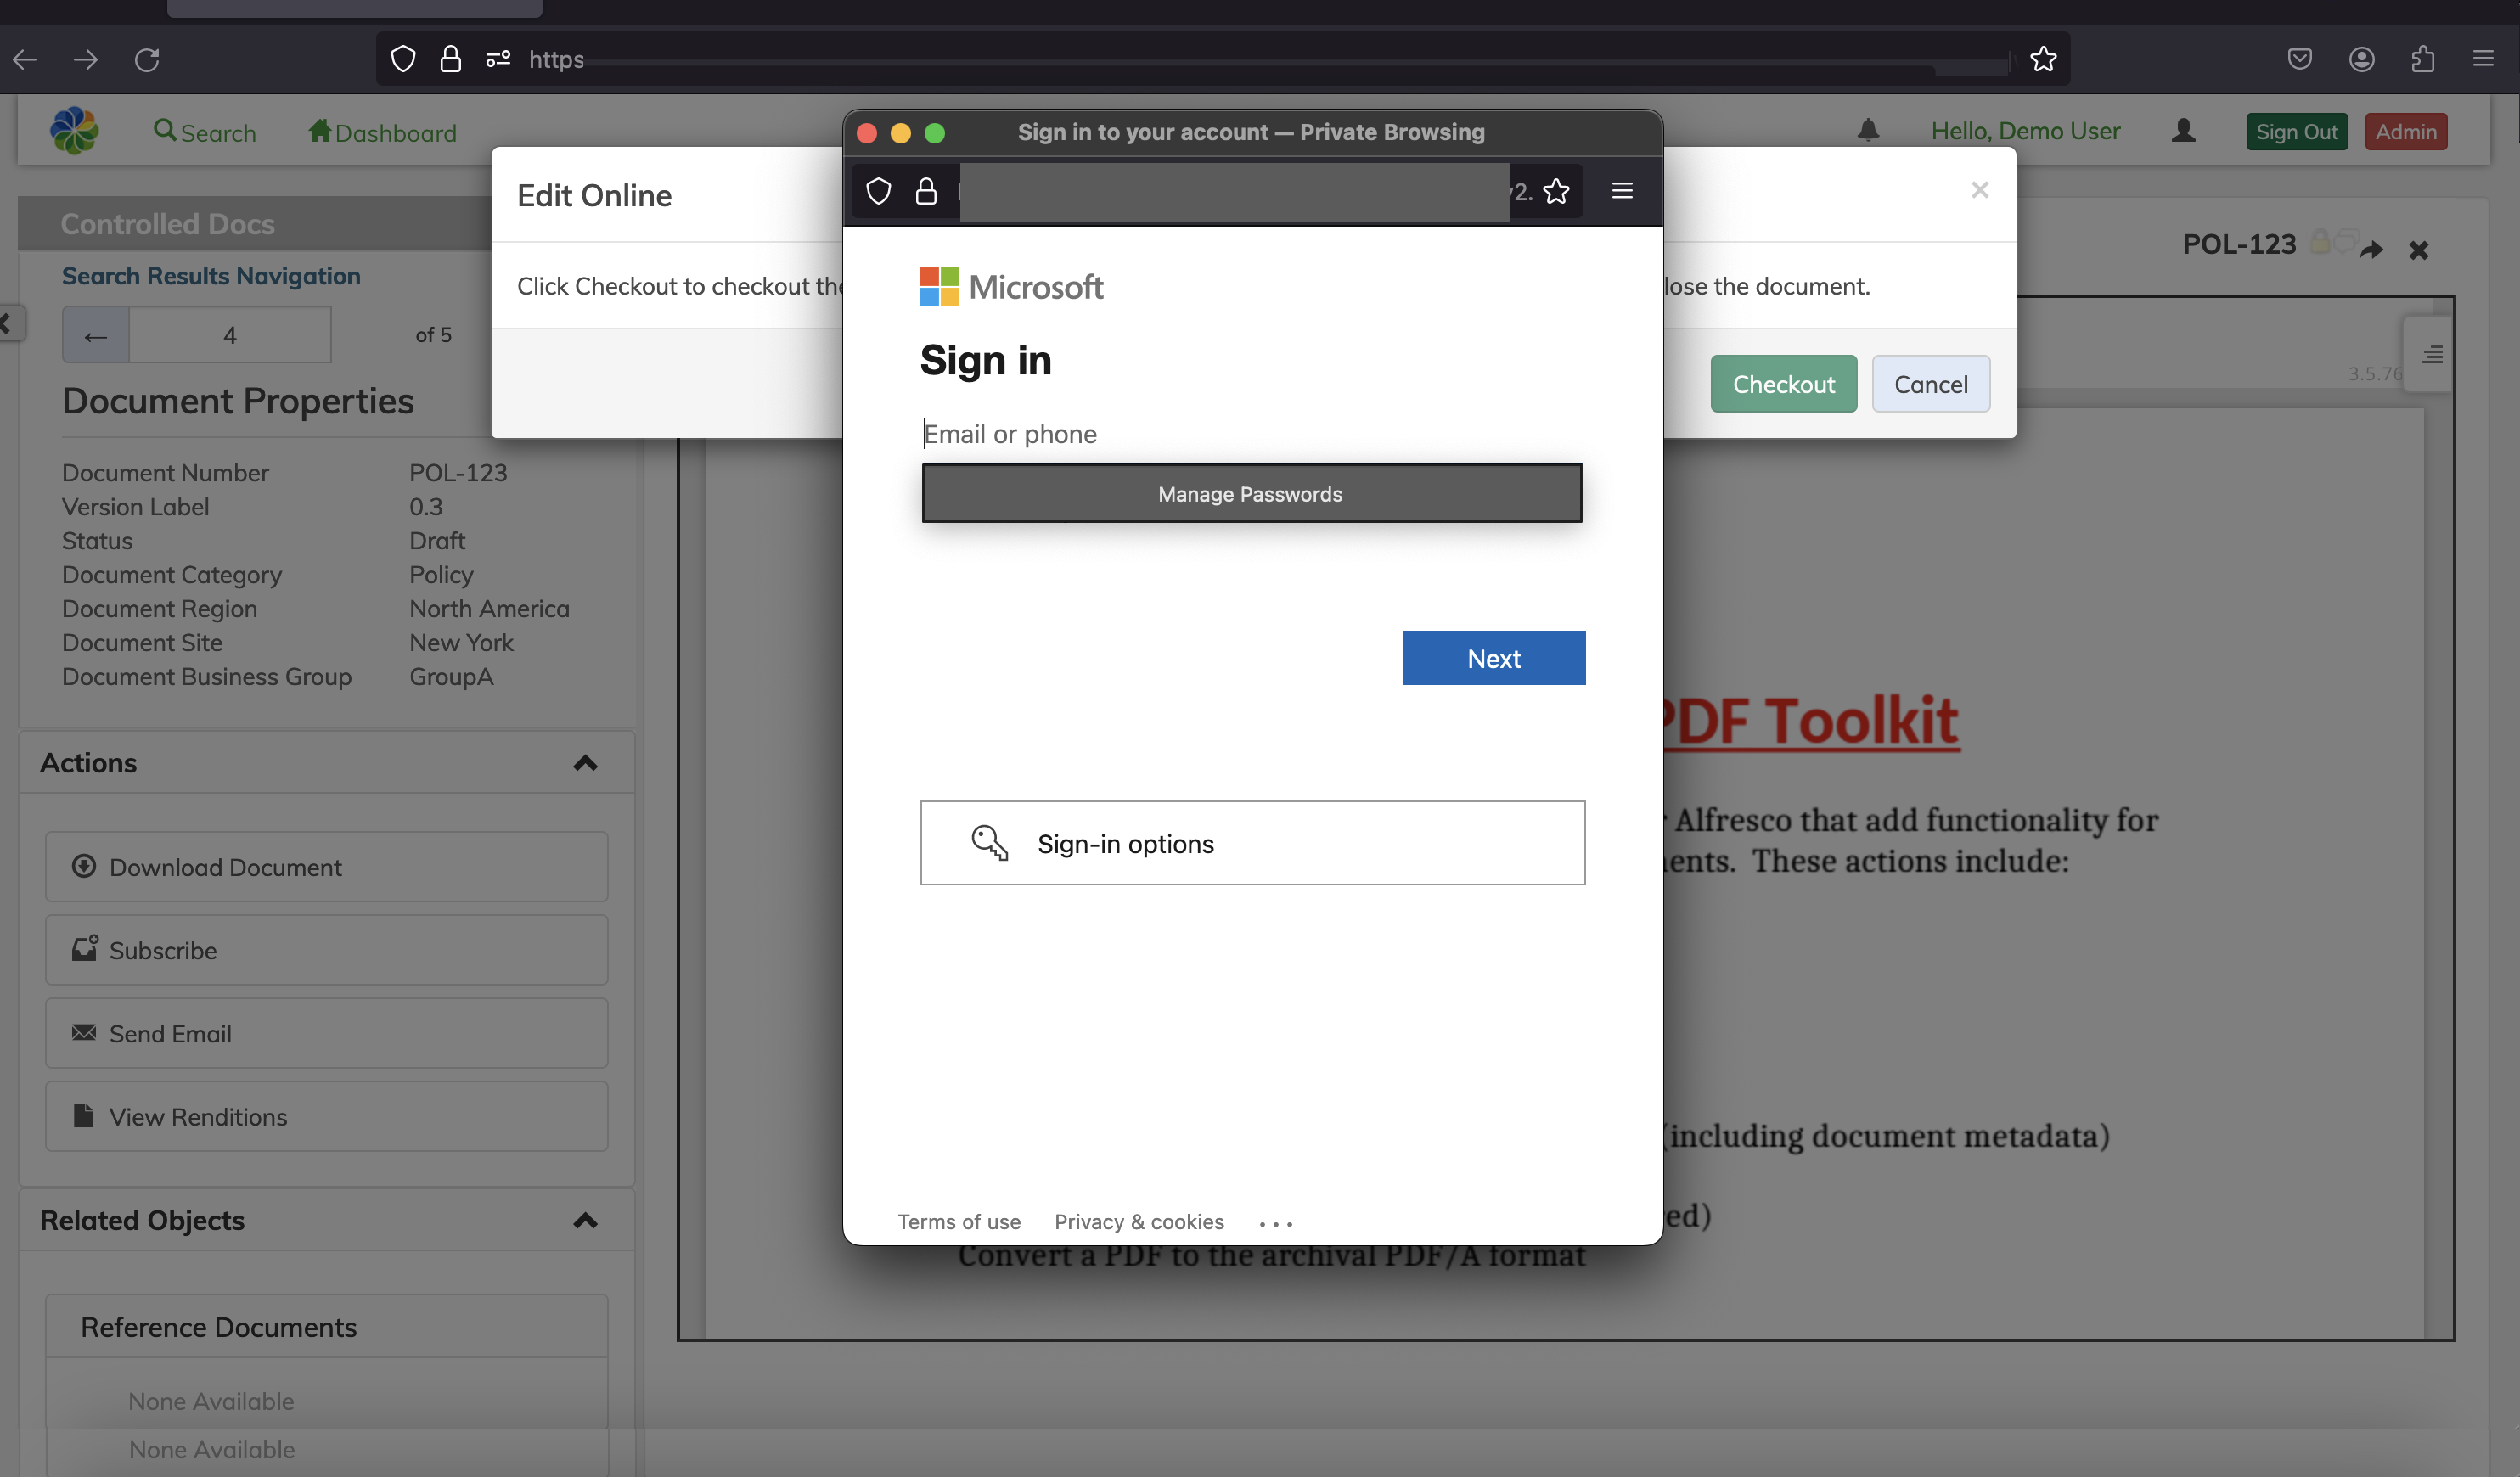 https
Search
Dashboard
Hello, Demo User
Sign Out
Admin
Controlled Docs
Search Results Navigation
4
of 5
Document Properties
Document Number POL-123
Version Label 0.3
Status Draft
Document Category Policy
Document Region North America
Document Site New York
Document Business Group GroupA
Actions
Download Document
Subscribe
Send Email
View Renditions
Related Objects
Reference Documents
None Available
None Available
Edit Online
Click Checkout to checkout the
lose the document.
Checkout
Cancel
Sign in to your account — Private Browsing
v2.
Microsoft
Sign in
Email or phone
Manage Passwords
Next
Sign-in options
Terms of use
Privacy & cookies
POL-123
3.5.76
PDF Toolkit
Alfresco that add functionality for
ents. These actions include:
(including document metadata)
ed)
Convert a PDF to the archival PDF/A format